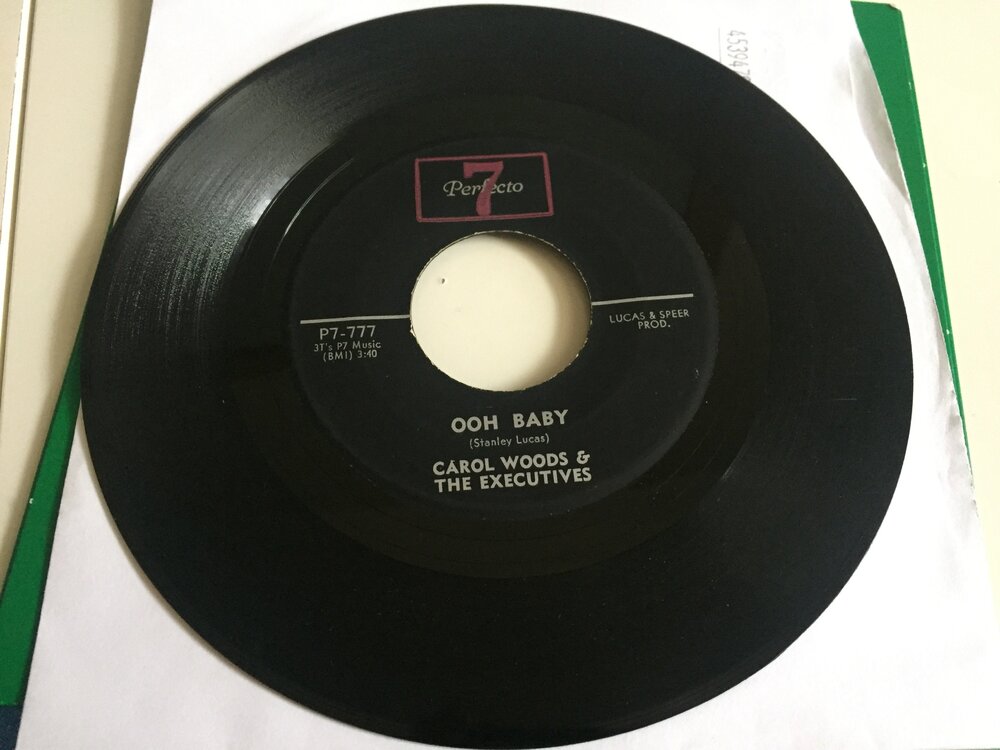 Perfecto
7
P7-777
3T's P7 Music
(BMI) 3:40
LUCAS & SPEER
PROD.
OOH BABY
(Stanley Lucas)
CAROL WOODS &
THE EXECUTIVES